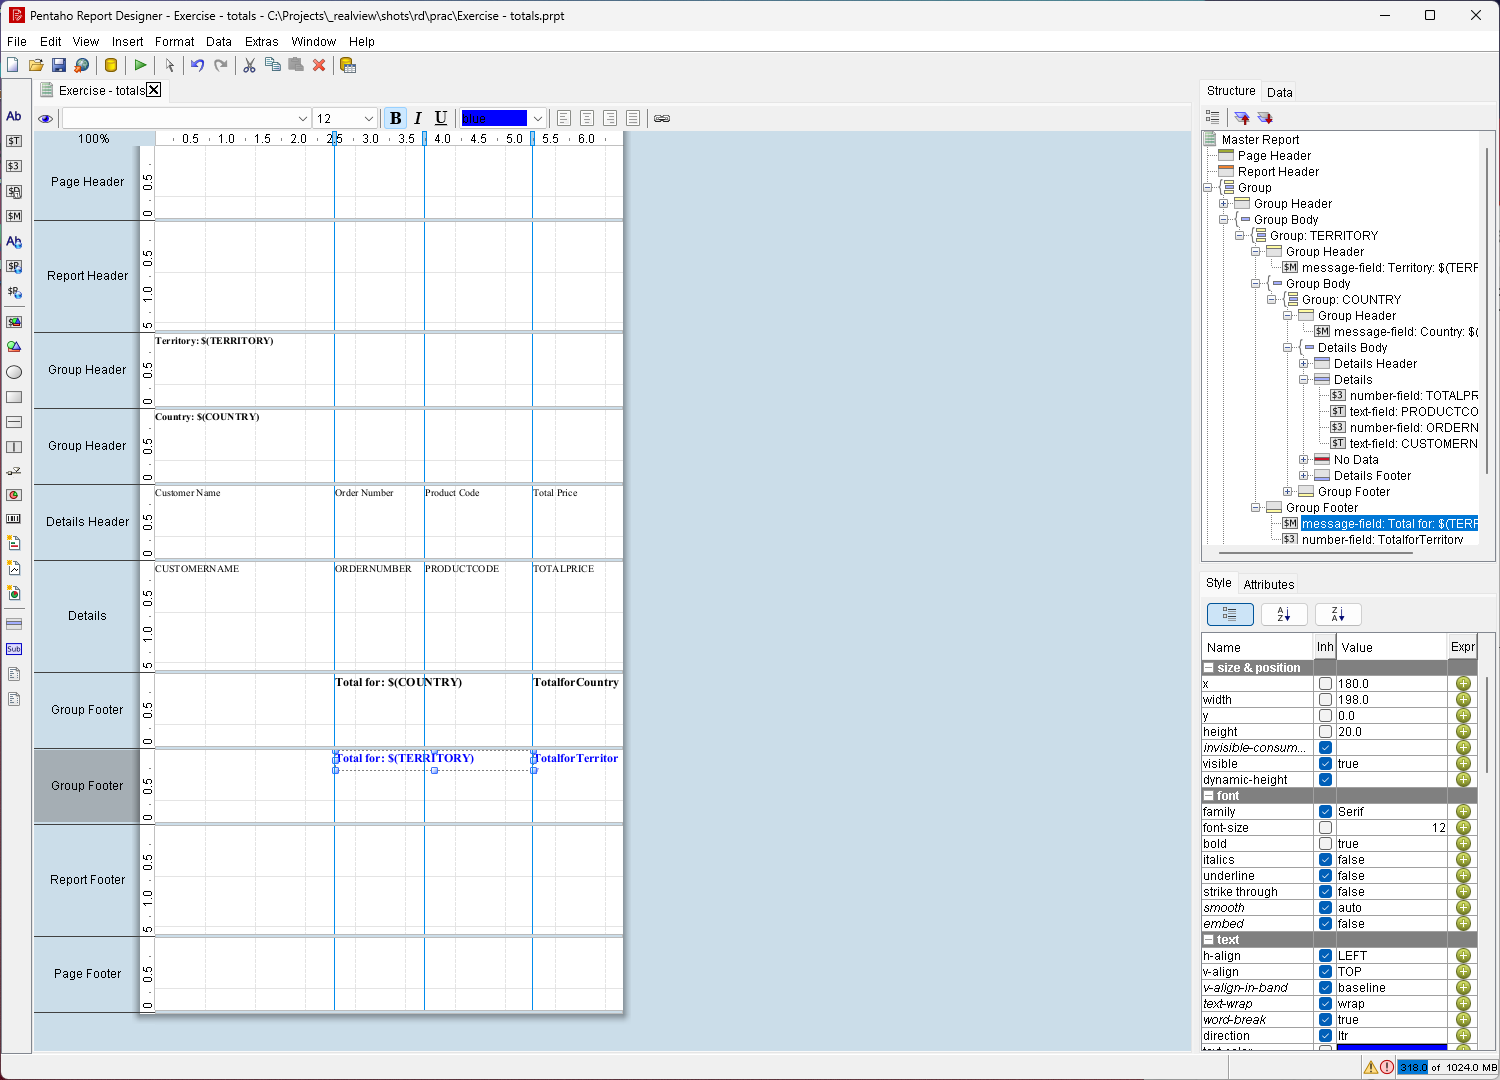 Pentaho Report Designer - Exercise - totals - C:\Projects\_realview\shots\rd\prac\Exercise - totals.prpt
File Edit View Insert Format Data Extras Window Help
Exercise - totals
12 B I U
100% 0.5 1.0 1.5 2.0 3.0 3.5 4.0 4.5 5.0 5.5 6.0
Page Header
Report Header
Group Header
Territory: $(TERRITORY)
Group Header
Country: $(COUNTRY)
Details Header
Customer Name Order Number Product Code Total Price
Details
CUSTOMERNAME ORDERNUMBER PRODUCTCODE TOTALPRICE
Group Footer
Total for: $(COUNTRY) TotalforCountry
Group Footer
Total for: $(TERRITORY) TotalforTerritor
Report Footer
Page Footer
Structure Data
Master Report
Page Header
Report Header
Group
Group Header
Group Body
Group: TERRITORY
Group Header
message-field: Territory: $(TERF
Group Body
Group: COUNTRY
Group Header
message-field: Country: $(
Details Body
Details Header
Details
number-field: TOTALPR
text-field: PRODUCTCO
number-field: ORDERN
text-field: CUSTOMERN
No Data
Details Footer
Group Footer
Group Footer
message-field: Total for: $(TERF
number-field: TotalforTerritory
Style Attributes
Name Inh Value Expr
size & position
x 180.0
width 198.0
y 0.0
height 20.0
invisible-consum...
visible true
dynamic-height
font
family Serif
font-size 12
bold true
italics false
underline false
strike through false
smooth auto
embed false
text
h-align LEFT
v-align TOP
v-align-in-band baseline
text-wrap wrap
word-break true
direction ltr
318.0 of 1024.0 MB